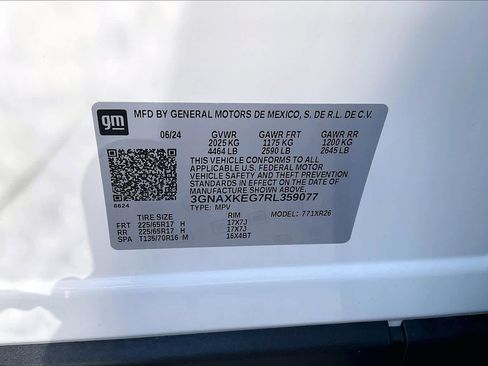 gm
MFD BY GENERAL MOTORS DE MEXICO, S. DE R.L. DE C.V.
06/24 GVWR GAWR FRT GAWR RR
2025 KG 1175 KG 1200 KG
4464 LB 2590 LB 2645 LB
THIS VEHICLE CONFORMS TO ALL
APPLICABLE U.S. FEDERAL MOTOR
VEHICLE SAFETY AND THEFT
PREVENTION STANDARDS IN EFFECT
ON THE DATE OF MANUFACTURE
SHOWN ABOVE.
3GNAXKEG7RL359077
8624 TYPE: MPV
TIRE SIZE RIM MODEL: 771XR26
FRT 225/65R17 H 17X7J
RR 225/65R17 H 17X7J
SPA T135/70R16 M 16X4BT